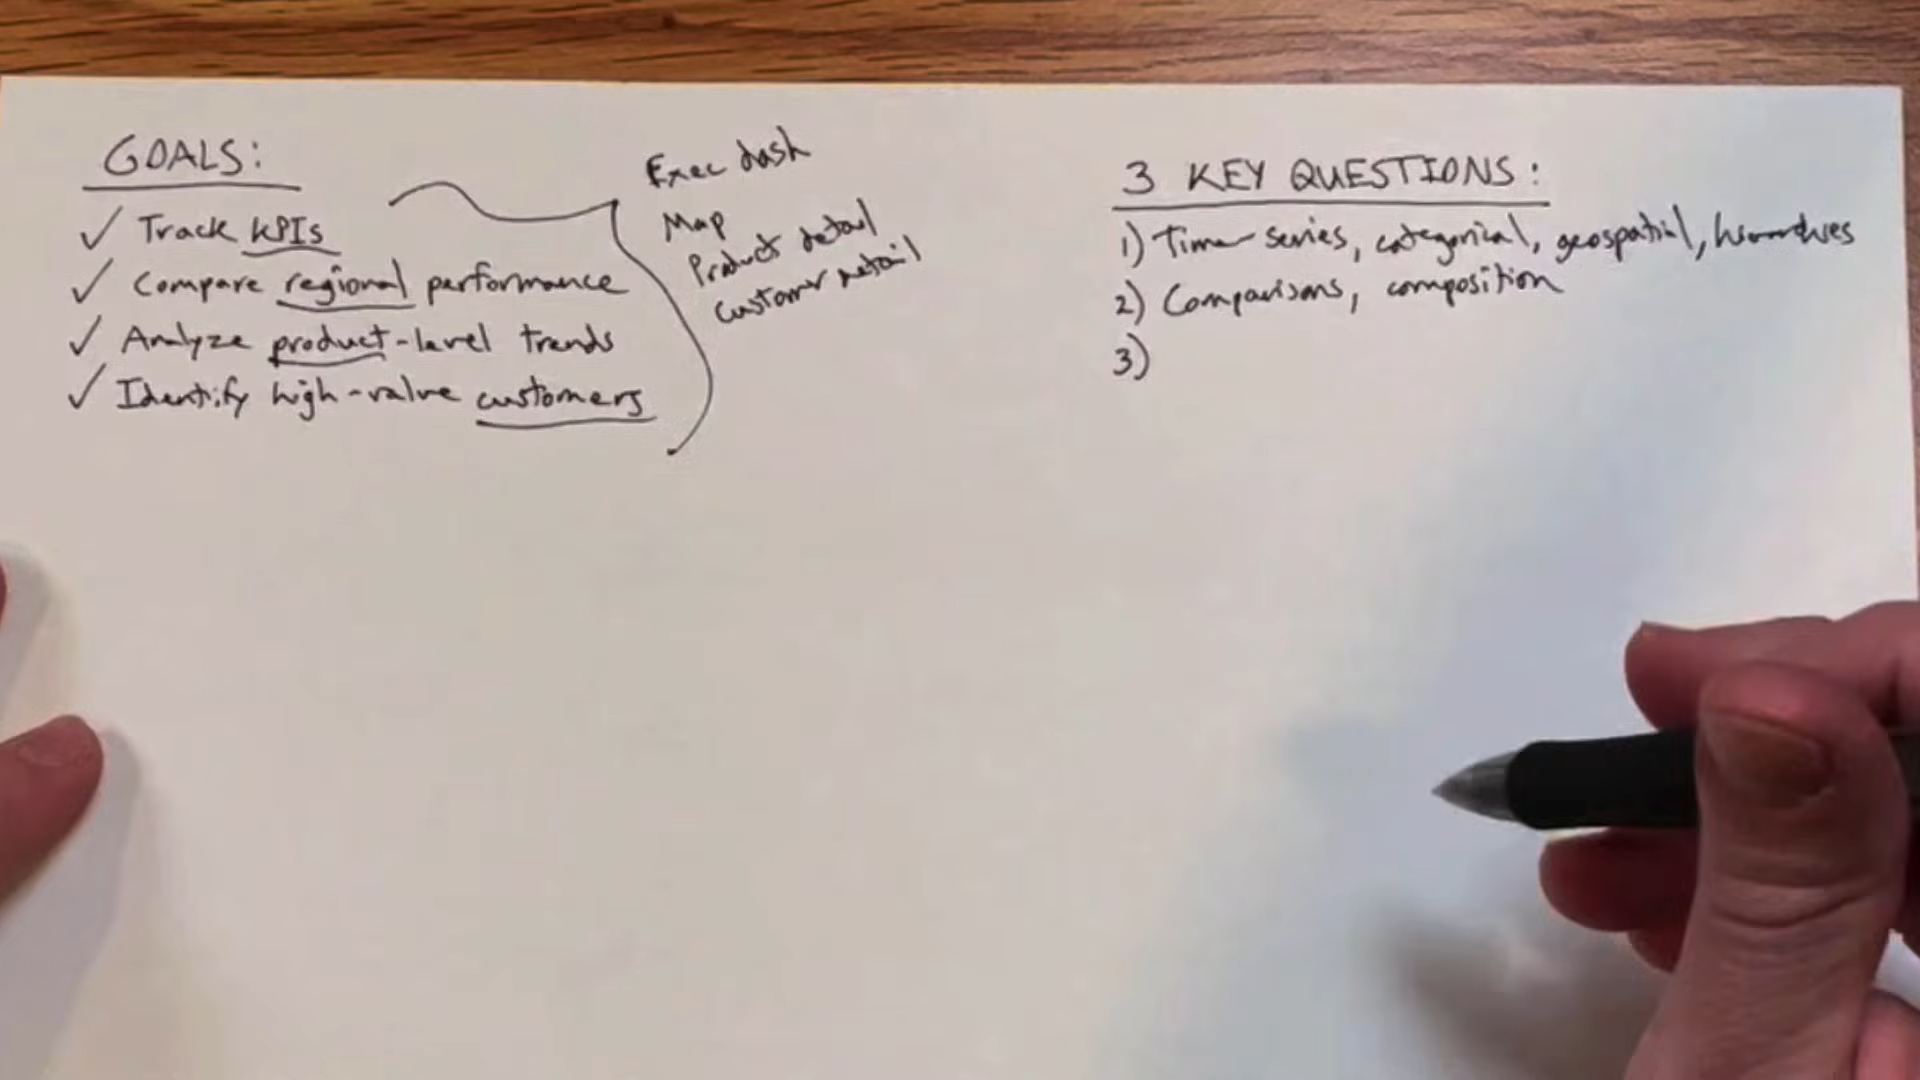 GOALS:
✓ Track KPIs
✓ Compare regional performance
✓ Analyze product-level trends
✓ Identify high-value customers
Exec dash
Map
Product detail
Customer detail
3 KEY QUESTIONS:
1) Time series, categorical, geospatial,
2) Comparisons, composition
3)